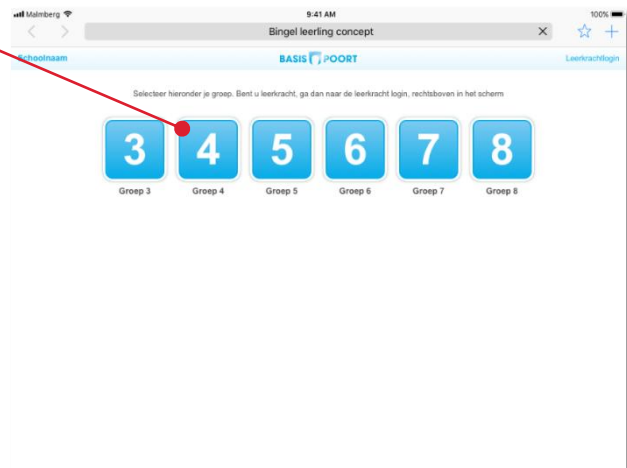 Malmberg 9:41 AM 100%
Bingel leerling concept
Schoolnaam BASIS POORT Leerkrachtlogin
Selecteer hieronder je groep. Bent u leerkracht, ga dan naar de leerkracht login, rechtsboven in het scherm
3 4 5 6 7 8
Groep 3 Groep 4 Groep 5 Groep 6 Groep 7 Groep 8